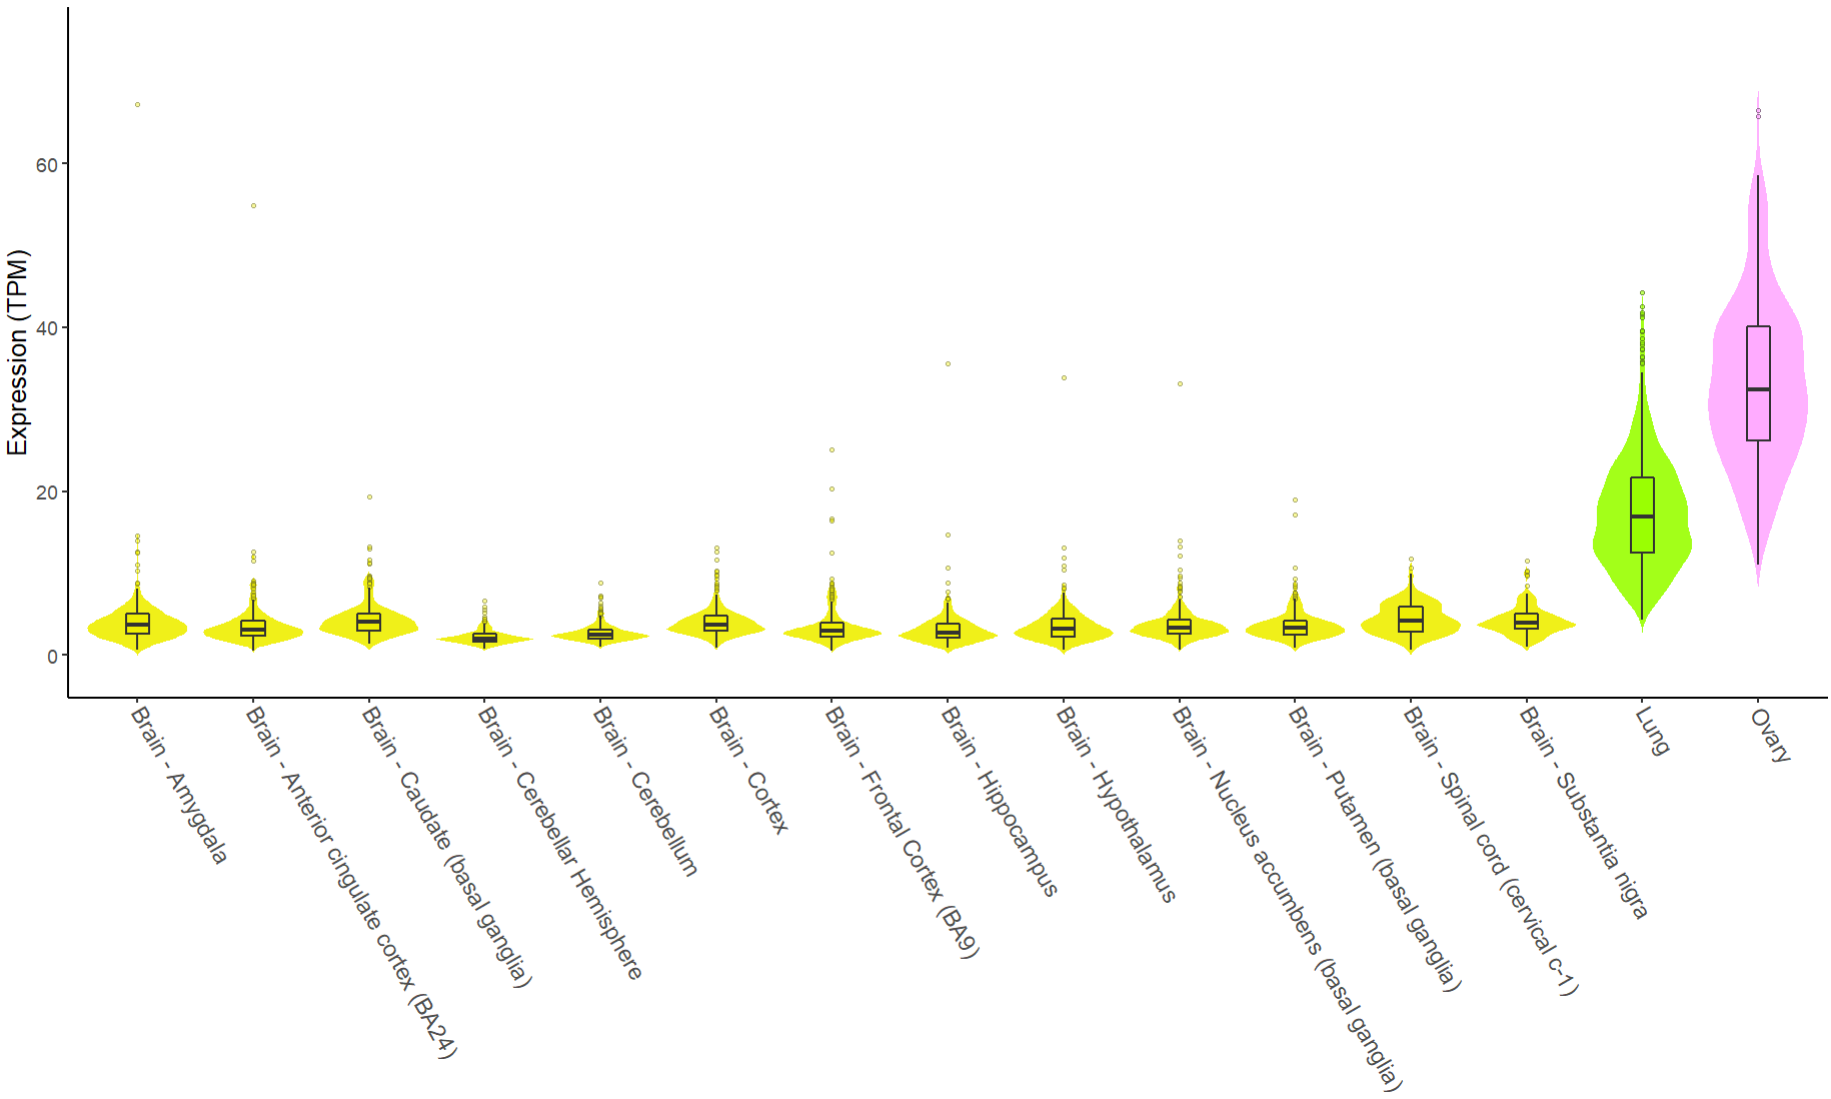 Expression (TPM)
60
40
20
0
Brain - Amygdala
Brain - Anterior cingulate cortex (BA24)
Brain - Caudate (basal ganglia)
Brain - Cerebellar Hemisphere
Brain - Cerebellum
Brain - Cortex
Brain - Frontal Cortex (BA9)
Brain - Hippocampus
Brain - Hypothalamus
Brain - Nucleus accumbens (basal ganglia)
Brain - Putamen (basal ganglia)
Brain - Spinal cord (cervical c-1)
Brain - Substantia nigra
Lung
Ovary